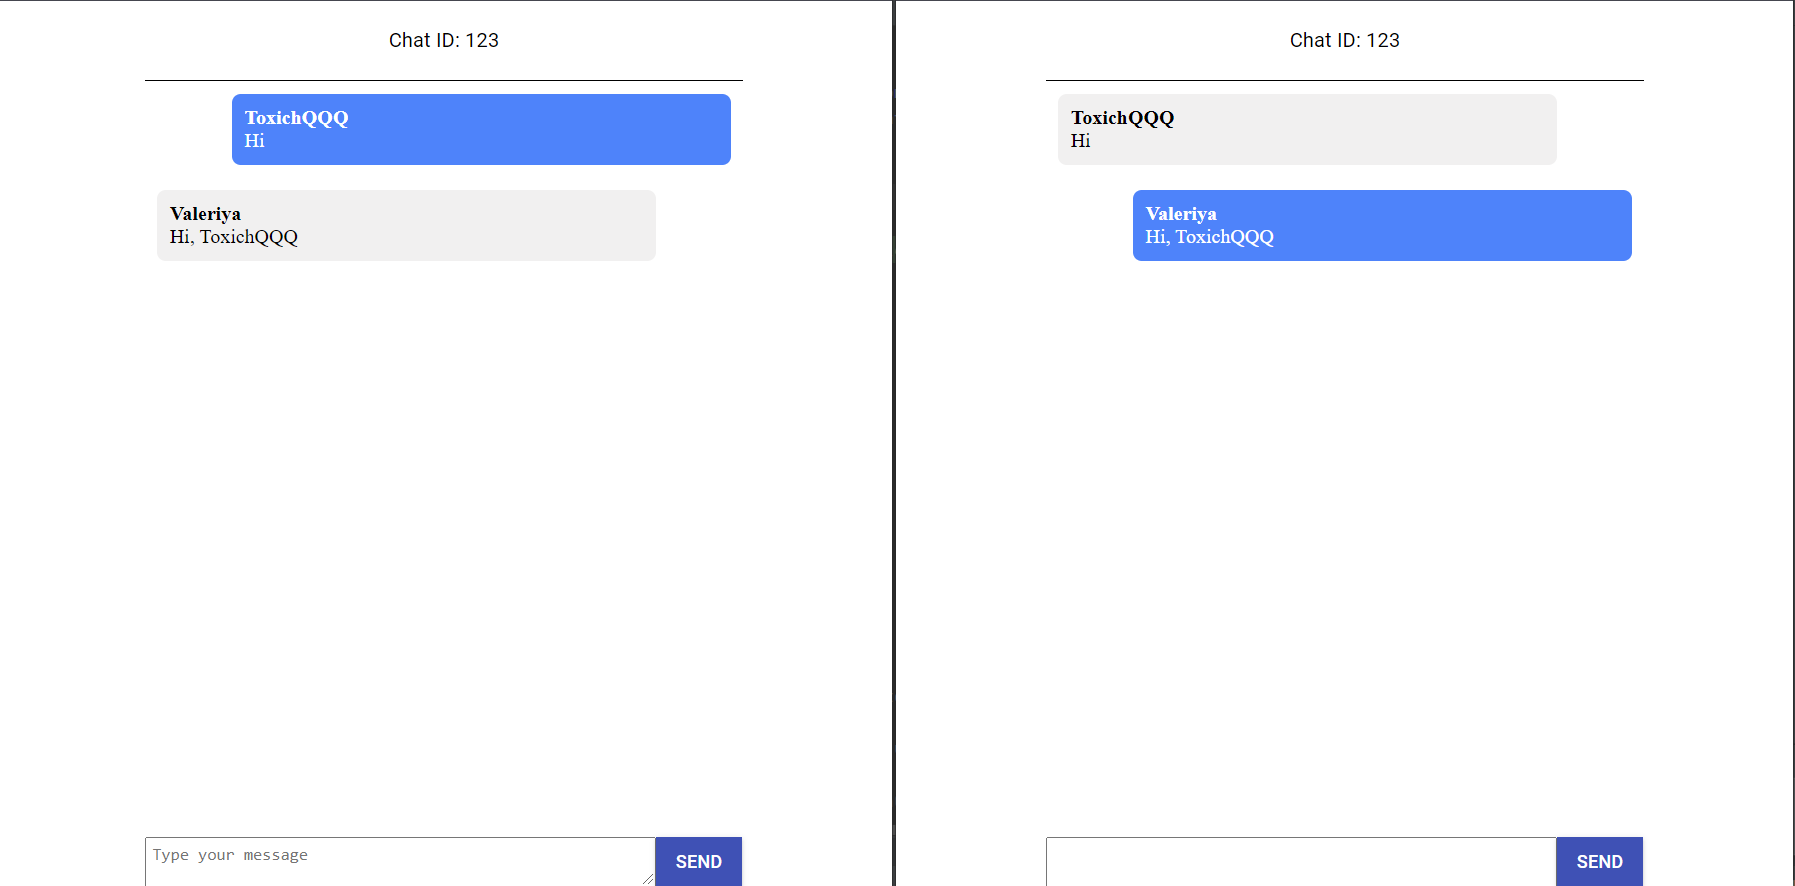 Chat ID: 123
ToxichQQQ
Hi
Valeriya
Hi, ToxichQQQ
Type your message
SEND
Chat ID: 123
ToxichQQQ
Hi
Valeriya
Hi, ToxichQQQ
SEND